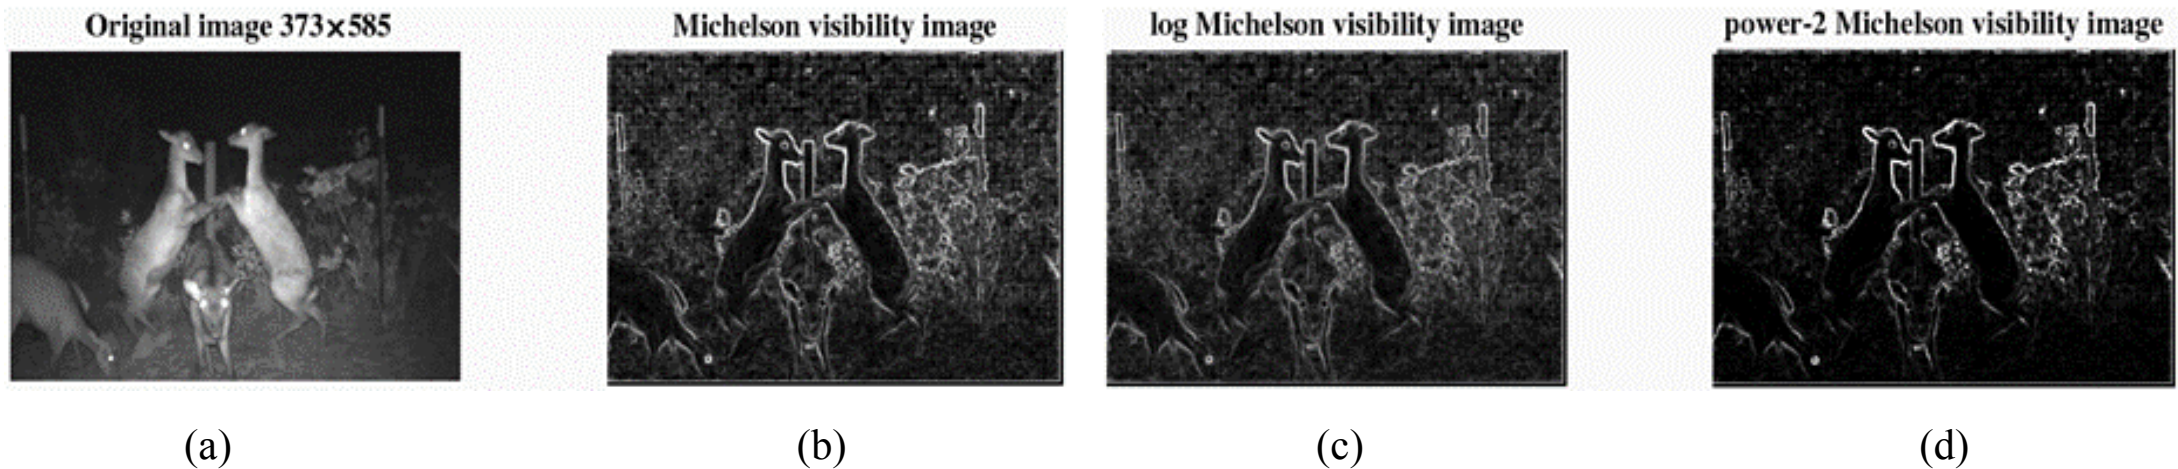 Original image 373×585
Michelson visibility image
log Michelson visibility image
power-2 Michelson visibility image
(a)
(b)
(c)
(d)